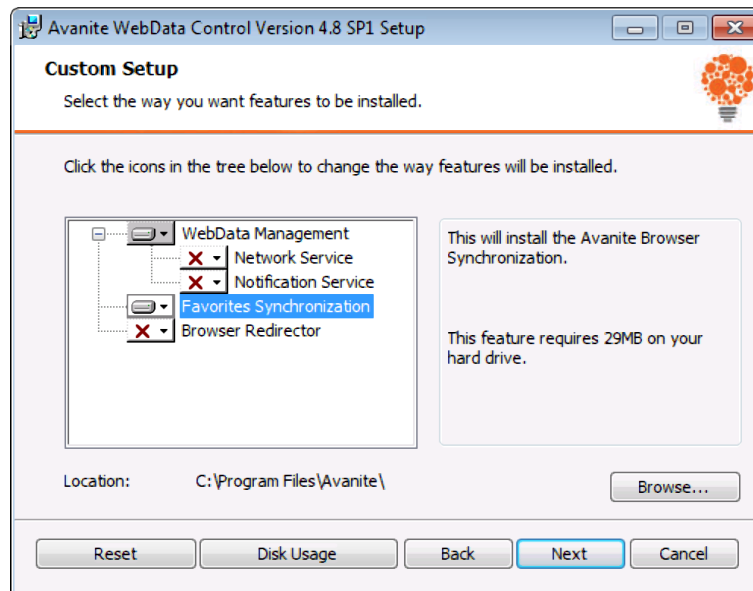 Avanite WebData Control Version 4.8 SP1 Setup
Custom Setup
Select the way you want features to be installed.
Click the icons in the tree below to change the way features will be installed.
WebData Management
Network Service
Notification Service
Favorites Synchronization
Browser Redirector
This will install the Avanite Browser
Synchronization.
This feature requires 29MB on your
hard drive.
Location: C:\Program Files\Avanite\
Browse...
Reset Disk Usage Back Next Cancel